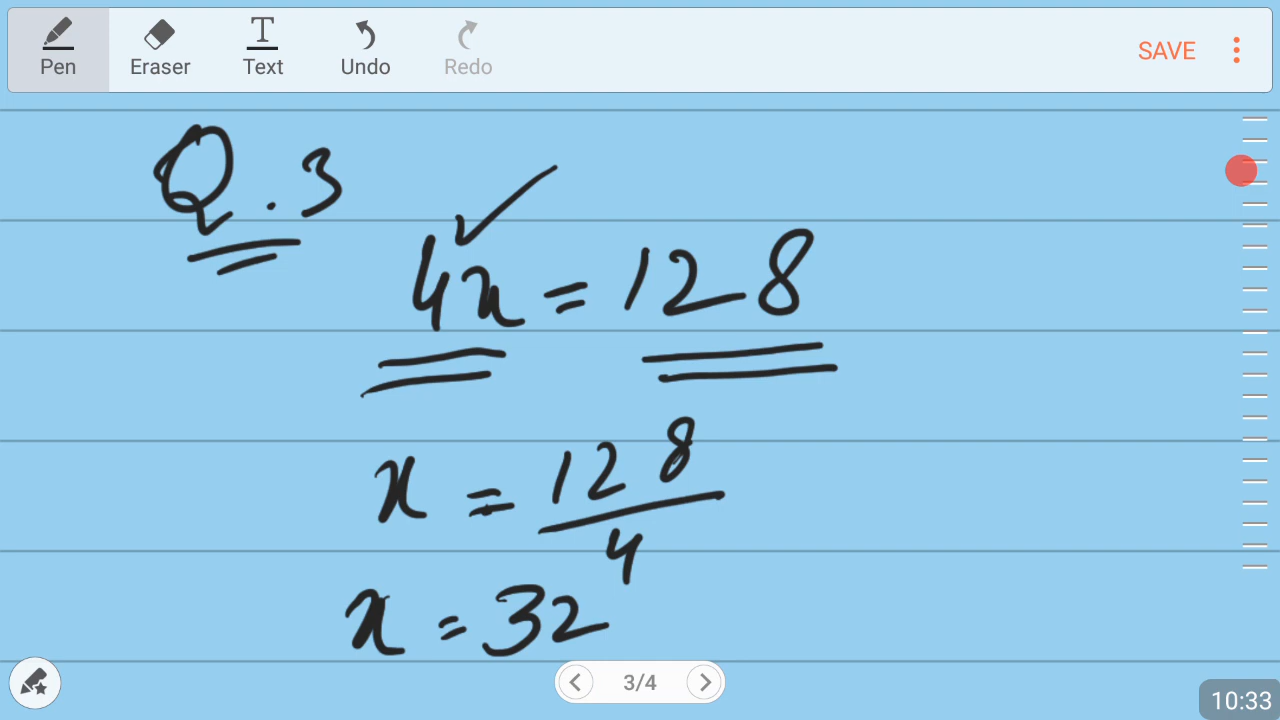 Pen Eraser Text Undo Redo SAVE
Q.3
4x = 128
x = 128/4
x = 32
3/4
10:33